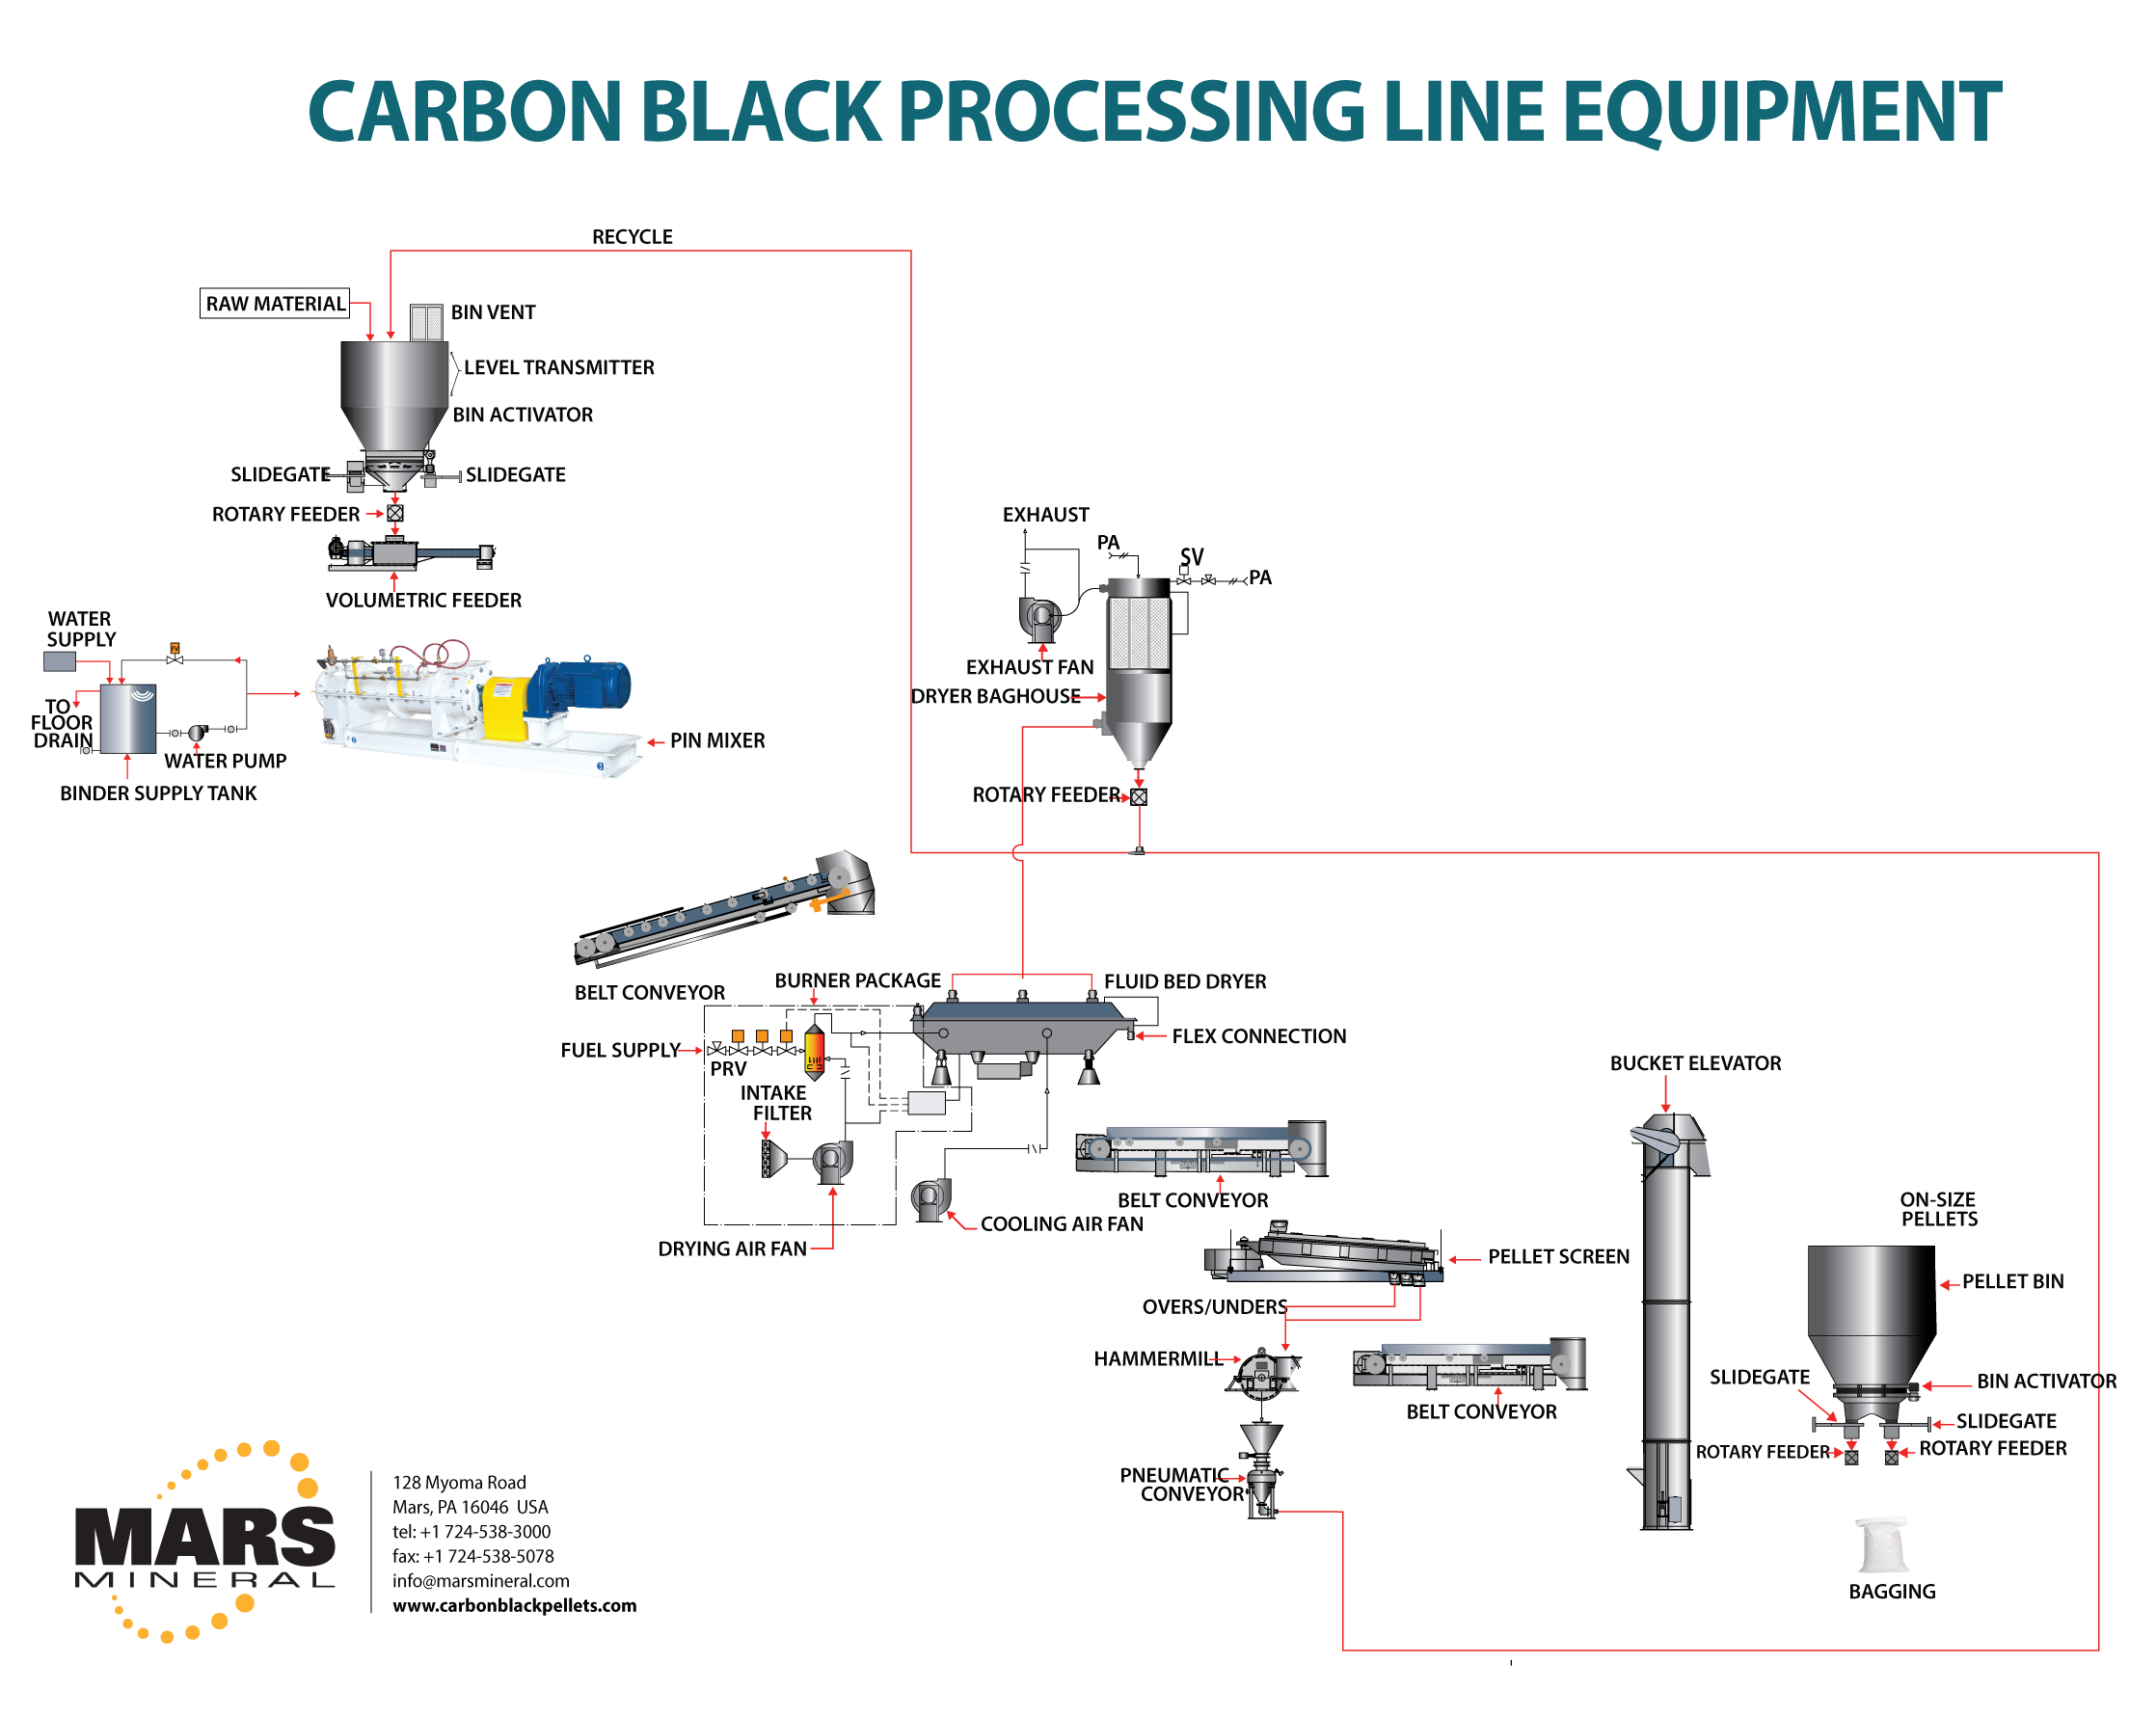 CARBON BLACK PROCESSING LINE EQUIPMENT
RECYCLE
RAW MATERIAL
BIN VENT
LEVEL TRANSMITTER
BIN ACTIVATOR
SLIDEGATE
SLIDEGATE
ROTARY FEEDER
VOLUMETRIC FEEDER
WATER
SUPPLY
TO
FLOOR
DRAIN
WATER PUMP
BINDER SUPPLY TANK
PIN MIXER
EXHAUST
PA
SV
PA
EXHAUST FAN
DRYER BAGHOUSE
ROTARY FEEDER
BELT CONVEYOR
BURNER PACKAGE
FLUID BED DRYER
FLEX CONNECTION
FUEL SUPPLY
PRV
INTAKE
FILTER
DRYING AIR FAN
COOLING AIR FAN
BELT CONVEYOR
PELLET SCREEN
OVERS/UNDERS
HAMMERMILL
BELT CONVEYOR
PNEUMATIC
CONVEYOR
BUCKET ELEVATOR
ON-SIZE
PELLETS
PELLET BIN
SLIDEGATE
BIN ACTIVATOR
SLIDEGATE
ROTARY FEEDER
ROTARY FEEDER
BAGGING
MARS
MINERAL
128 Myoma Road
Mars, PA 16046 USA
tel: +1 724-538-3000
fax: +1 724-538-5078
info@marsmineral.com
www.carbonblackpellets.com